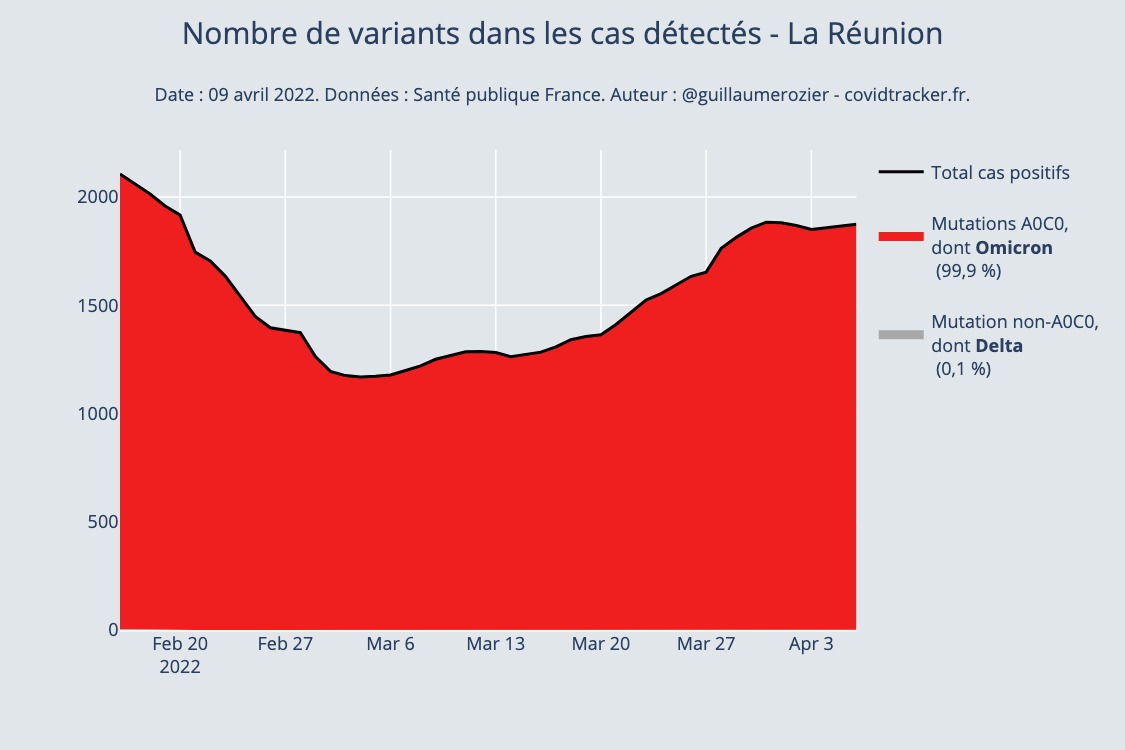 Nombre de variants dans les cas détectés - La Réunion
Date : 09 avril 2022. Données : Santé publique France. Auteur : @guillaumerozier - covidtracker.fr.
2000
1500
1000
500
0
Feb 20
2022
Feb 27
Mar 6
Mar 13
Mar 20
Mar 27
Apr 3
Total cas positifs
Mutations A0C0,
dont Omicron
(99,9 %)
Mutation non-A0C0,
dont Delta
(0,1 %)